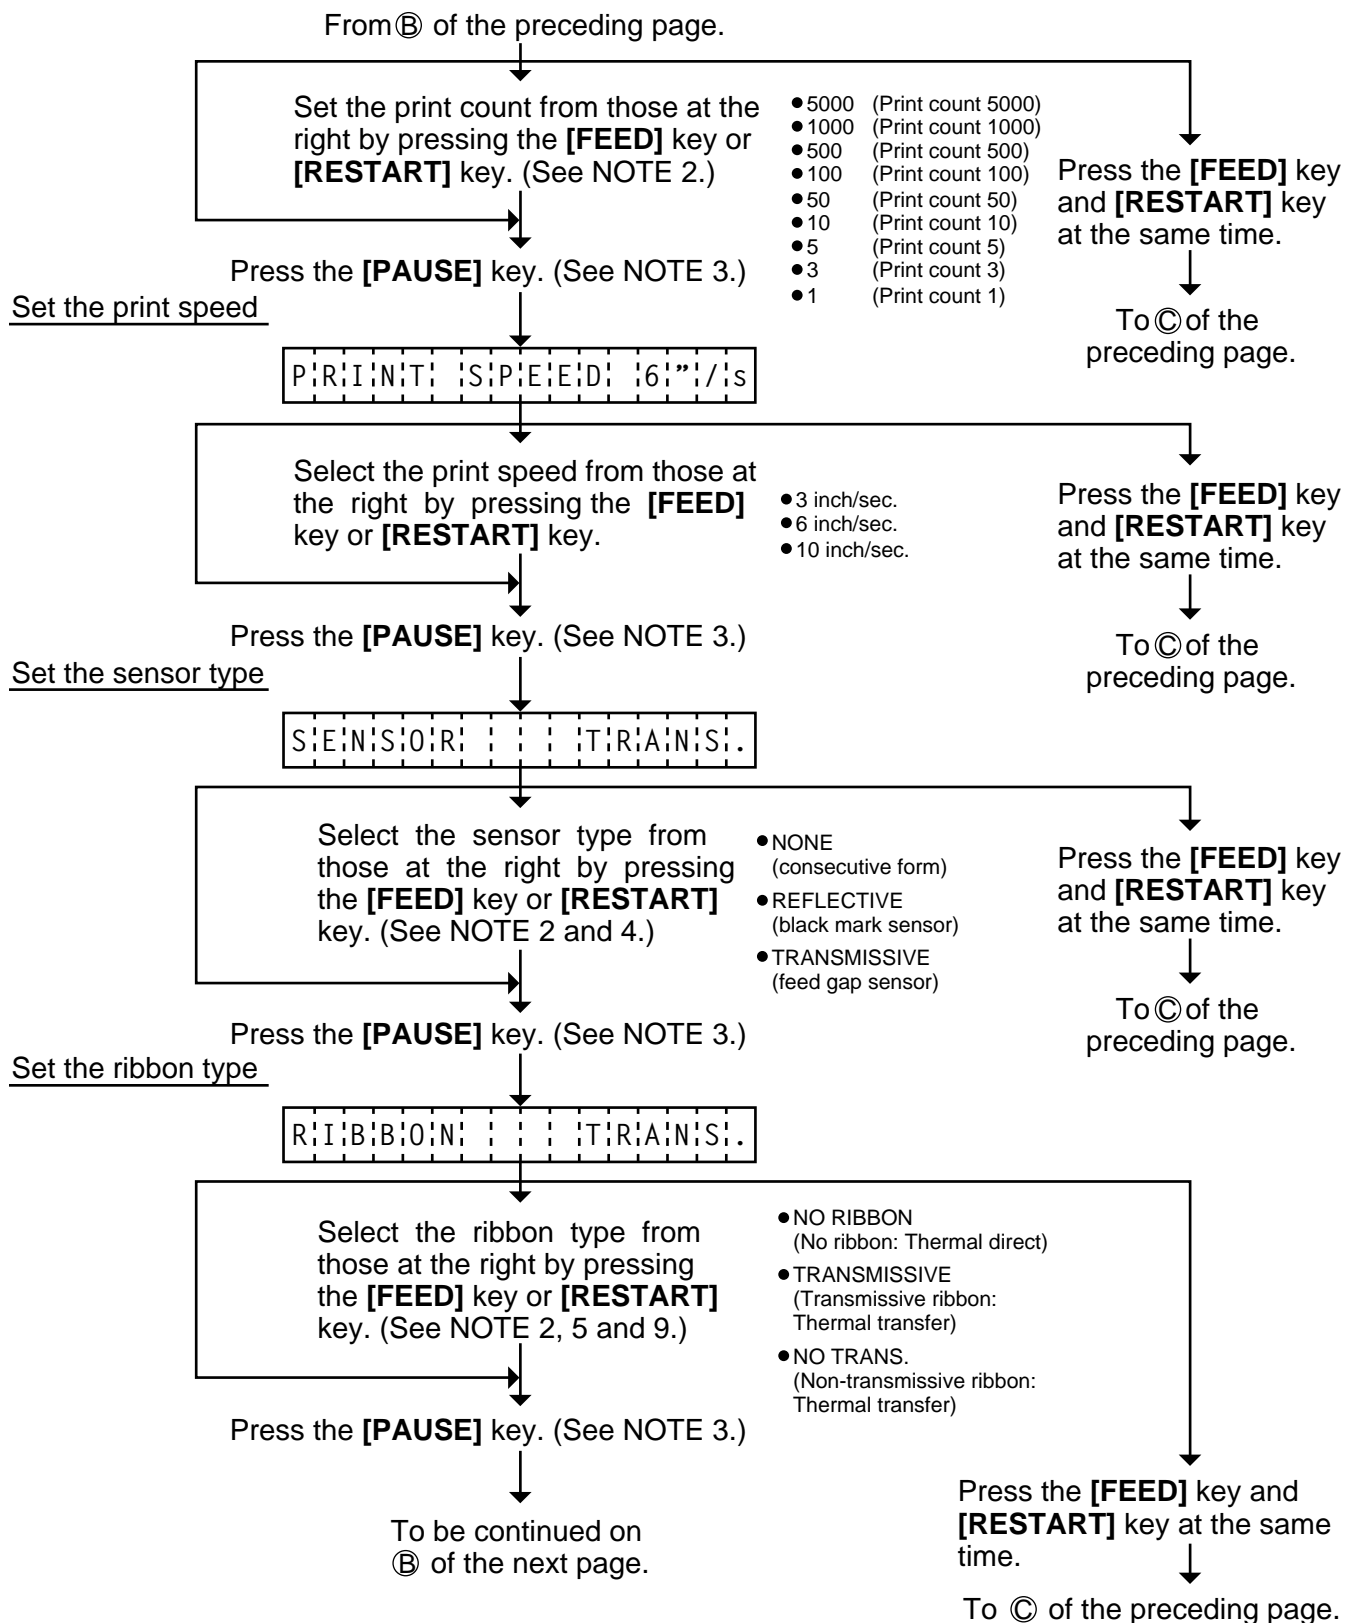 From Ⓑ of the preceding page.
Set the print count from those at the
right by pressing the [FEED] key or
[RESTART] key. (See NOTE 2.)
●5000 (Print count 5000)
●1000 (Print count 1000)
●500 (Print count 500)
●100 (Print count 100)
●50 (Print count 50)
●10 (Print count 10)
●5 (Print count 5)
●3 (Print count 3)
●1 (Print count 1)
Press the [FEED] key
and [RESTART] key
at the same time.
To Ⓒ of the
preceding page.
Press the [PAUSE] key. (See NOTE 3.)
Set the print speed
PRINT SPEED 6”/s
Select the print speed from those at
the right by pressing the [FEED]
key or [RESTART] key.
●3 inch/sec.
●6 inch/sec.
●10 inch/sec.
Press the [FEED] key
and [RESTART] key
at the same time.
To Ⓒ of the
preceding page.
Press the [PAUSE] key. (See NOTE 3.)
Set the sensor type
SENSOR TRANS.
Select the sensor type from
those at the right by pressing
the [FEED] key or [RESTART]
key. (See NOTE 2 and 4.)
●NONE
(consecutive form)
●REFLECTIVE
(black mark sensor)
●TRANSMISSIVE
(feed gap sensor)
Press the [FEED] key
and [RESTART] key
at the same time.
To Ⓒ of the
preceding page.
Press the [PAUSE] key. (See NOTE 3.)
Set the ribbon type
RIBBON TRANS.
Select the ribbon type from
those at the right by pressing
the [FEED] key or [RESTART]
key. (See NOTE 2, 5 and 9.)
●NO RIBBON
(No ribbon: Thermal direct)
●TRANSMISSIVE
(Transmissive ribbon:
Thermal transfer)
●NO TRANS.
(Non-transmissive ribbon:
Thermal transfer)
Press the [PAUSE] key. (See NOTE 3.)
To be continued on
Ⓑ of the next page.
Press the [FEED] key and
[RESTART] key at the same
time.
To Ⓒ of the preceding page.